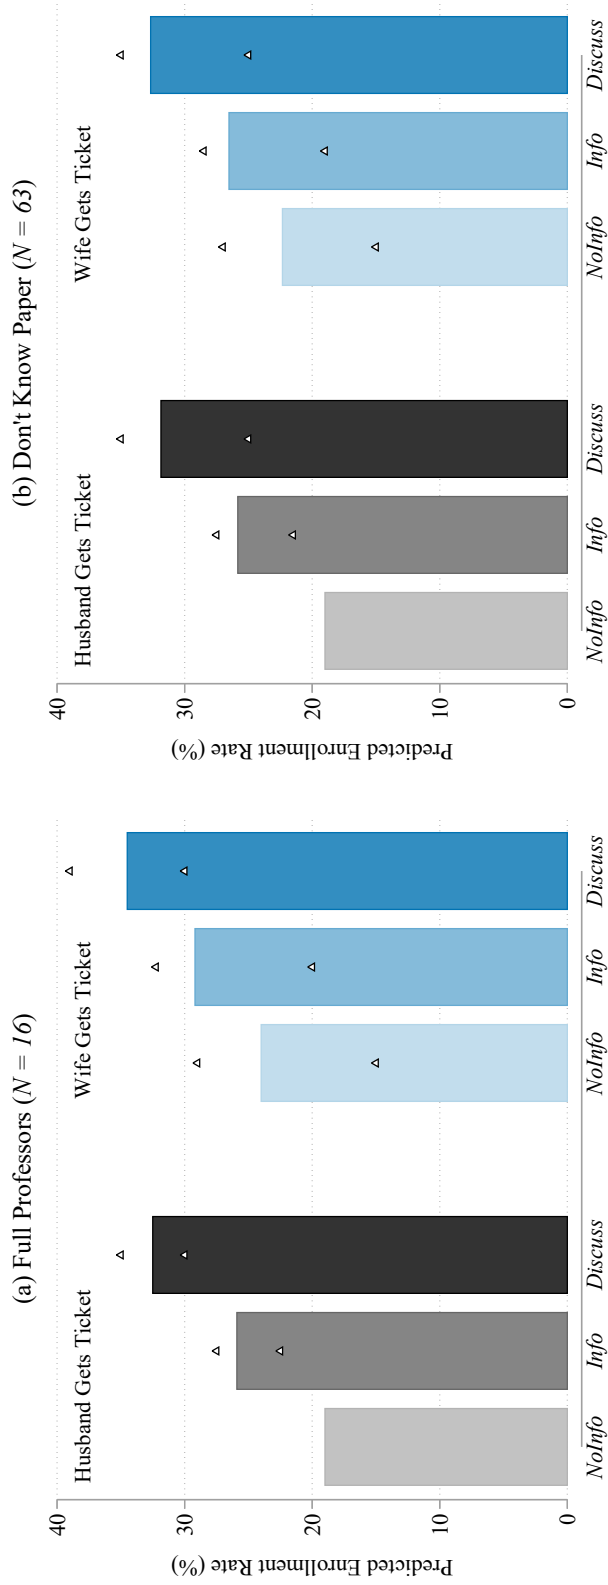 (a) Full Professors (N = 16)
Predicted Enrollment Rate (%)
40
30
20
10
0
Husband Gets Ticket
Wife Gets Ticket
NoInfo
Info
Discuss
NoInfo
Info
Discuss
(b) Don't Know Paper (N = 63)
Predicted Enrollment Rate (%)
40
30
20
10
0
Husband Gets Ticket
Wife Gets Ticket
NoInfo
Info
Discuss
NoInfo
Info
Discuss